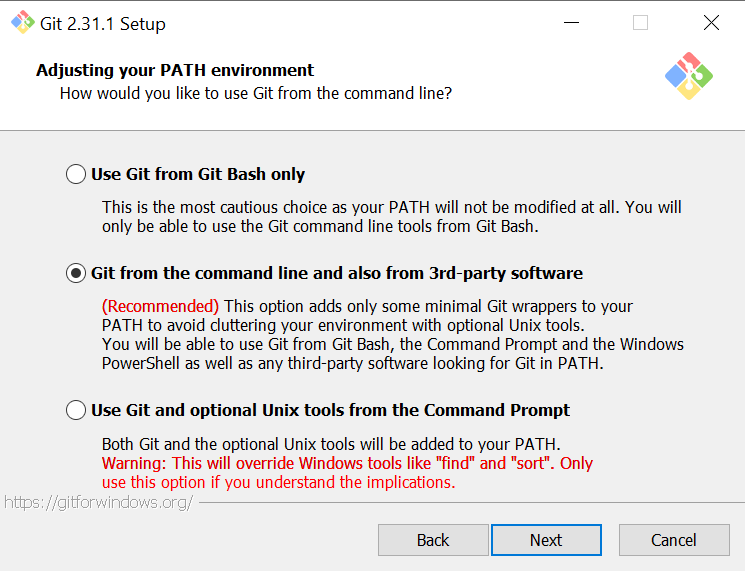 Git 2.31.1 Setup
Adjusting your PATH environment
How would you like to use Git from the command line?
Use Git from Git Bash only
This is the most cautious choice as your PATH will not be modified at all. You will
only be able to use the Git command line tools from Git Bash.
Git from the command line and also from 3rd-party software
(Recommended) This option adds only some minimal Git wrappers to your
PATH to avoid cluttering your environment with optional Unix tools.
You will be able to use Git from Git Bash, the Command Prompt and the Windows
PowerShell as well as any third-party software looking for Git in PATH.
Use Git and optional Unix tools from the Command Prompt
Both Git and the optional Unix tools will be added to your PATH.
Warning: This will override Windows tools like "find" and "sort". Only
use this option if you understand the implications.
https://gitforwindows.org/
Back
Next
Cancel